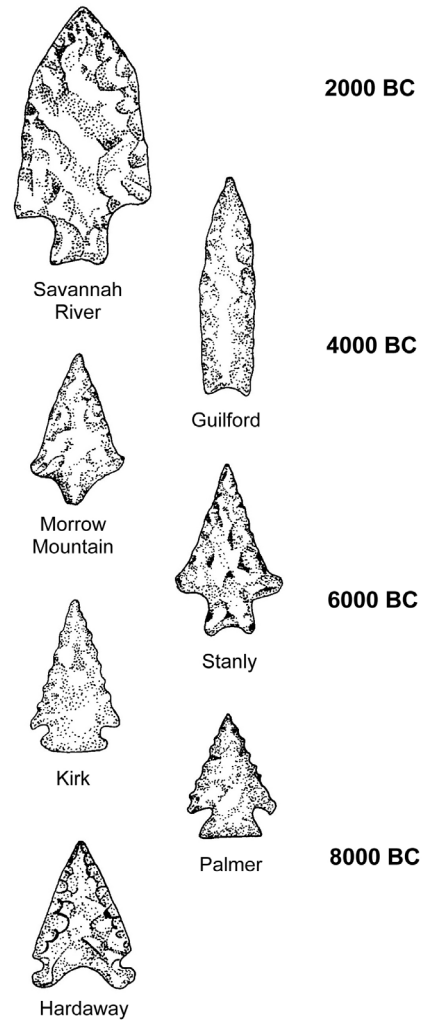 2000 BC
Savannah
River
4000 BC
Guilford
Morrow
Mountain
6000 BC
Stanly
Kirk
Palmer
8000 BC
Hardaway